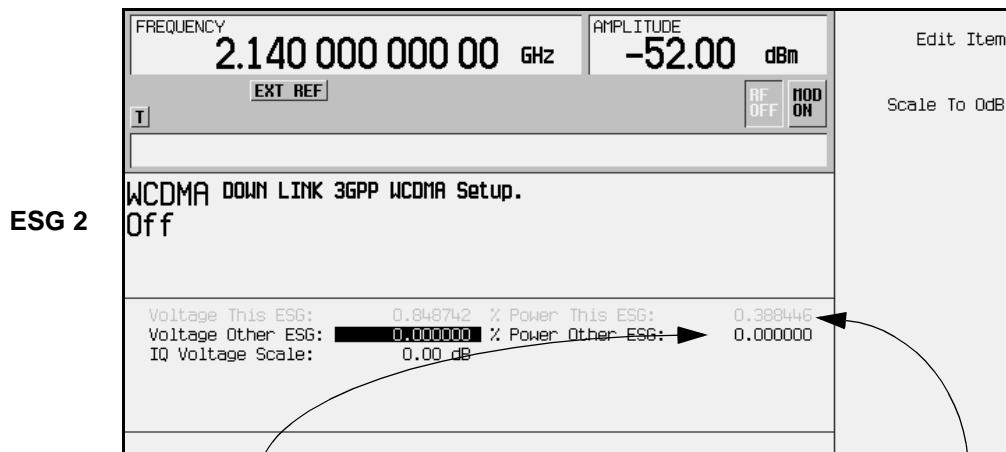 FREQUENCY
2.140 000 000 00 GHz
AMPLITUDE
-52.00 dBm
Edit Item
EXT REF
RF OFF
MOD ON
Scale To 0dB
T
WCDMA DOWN LINK 3GPP WCDMA Setup.
Off
ESG 2
Voltage This ESG: 0.848742 % Power This ESG: 0.388446
Voltage Other ESG: 0.000000 % Power Other ESG: 0.000000
IQ Voltage Scale: 0.00 dB